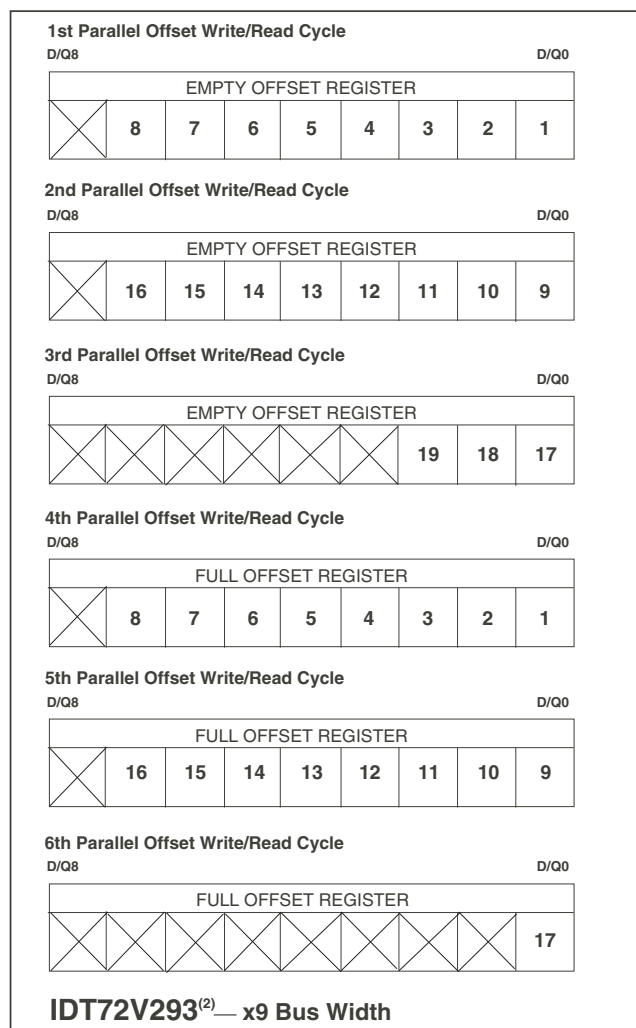 1st Parallel Offset Write/Read Cycle
D/Q8 D/Q0
EMPTY OFFSET REGISTER
8 7 6 5 4 3 2 1
2nd Parallel Offset Write/Read Cycle
D/Q8 D/Q0
EMPTY OFFSET REGISTER
16 15 14 13 12 11 10 9
3rd Parallel Offset Write/Read Cycle
D/Q8 D/Q0
EMPTY OFFSET REGISTER
19 18 17
4th Parallel Offset Write/Read Cycle
D/Q8 D/Q0
FULL OFFSET REGISTER
8 7 6 5 4 3 2 1
5th Parallel Offset Write/Read Cycle
D/Q8 D/Q0
FULL OFFSET REGISTER
16 15 14 13 12 11 10 9
6th Parallel Offset Write/Read Cycle
D/Q8 D/Q0
FULL OFFSET REGISTER
17
IDT72V293(2)— x9 Bus Width